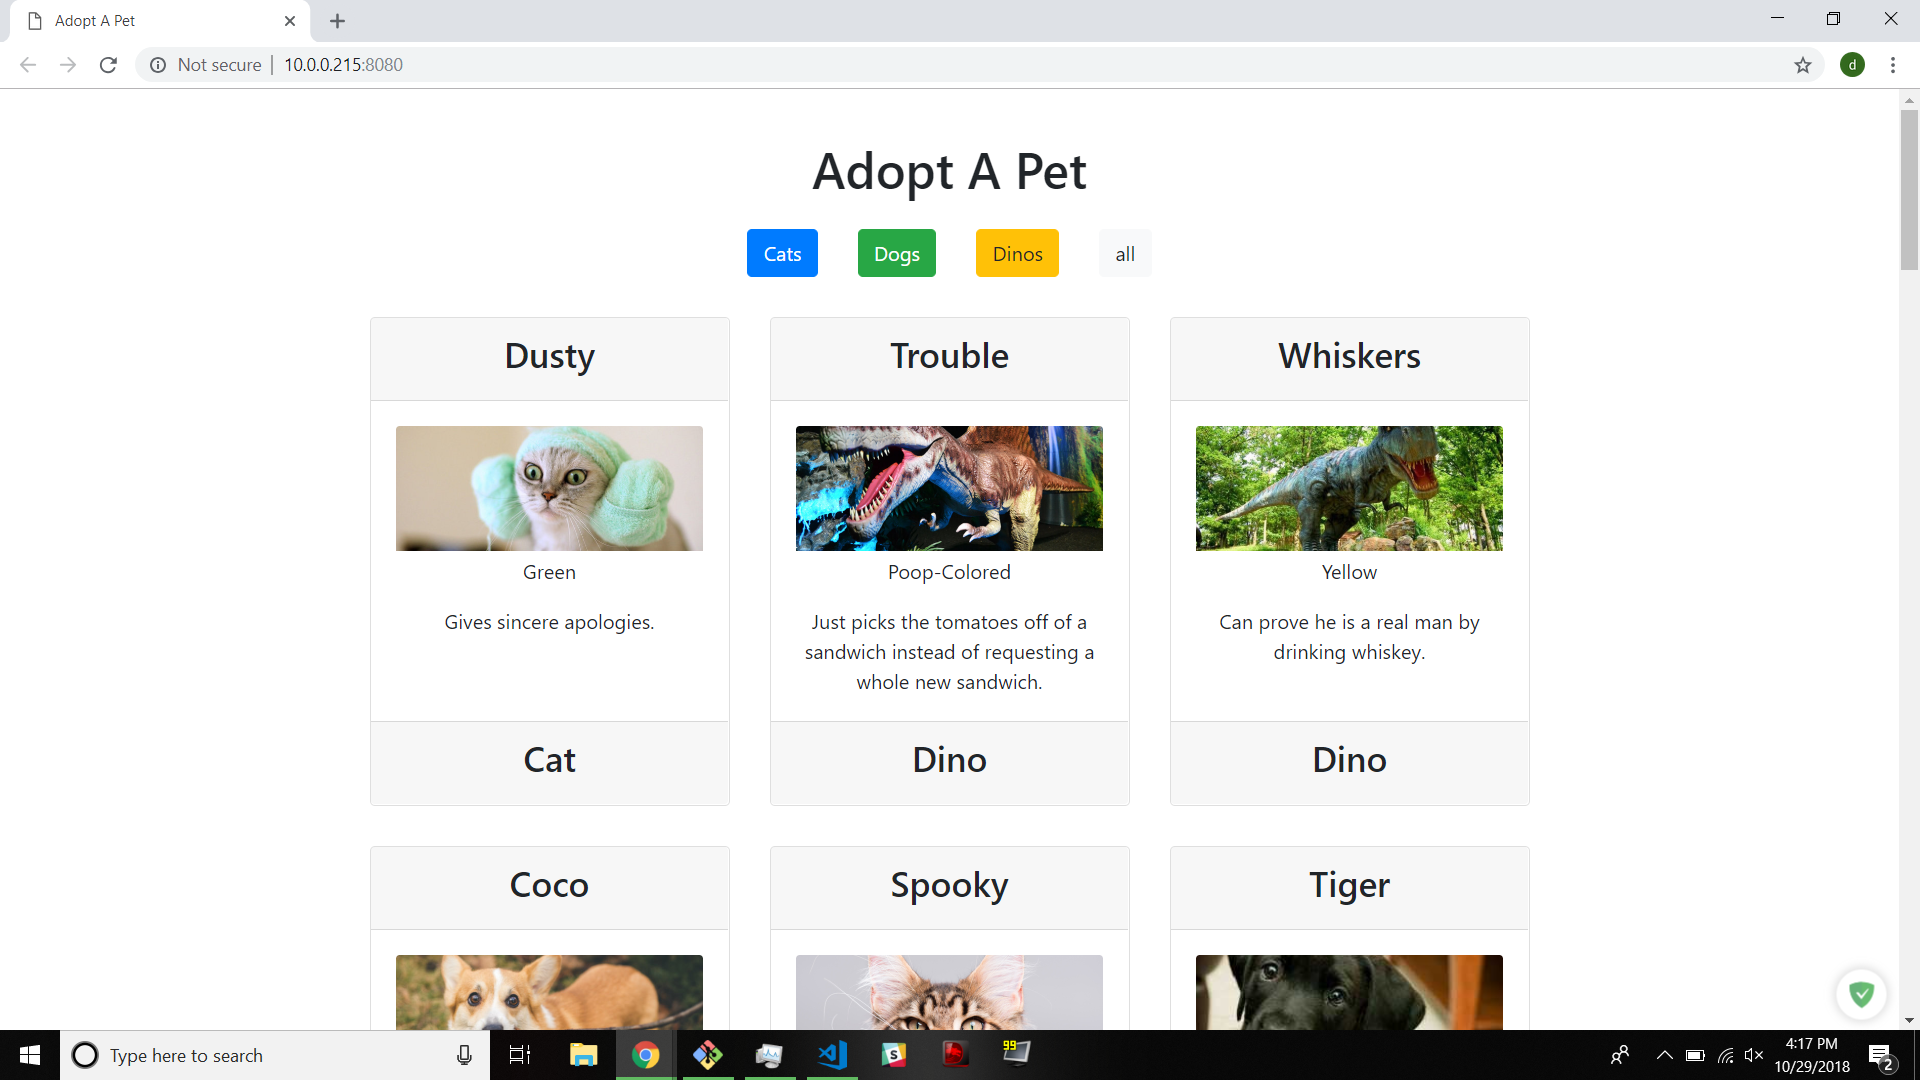 Adopt A Pet
Not secure | 10.0.0.215:8080
d
Adopt A Pet
Cats
Dogs
Dinos
all
Dusty
Green
Gives sincere apologies.
Cat
Trouble
Poop-Colored
Just picks the tomatoes off of a
sandwich instead of requesting a
whole new sandwich.
Dino
Whiskers
Yellow
Can prove he is a real man by
drinking whiskey.
Dino
Coco
Spooky
Tiger
Type here to search
S
99
4:17 PM
10/29/2018
2